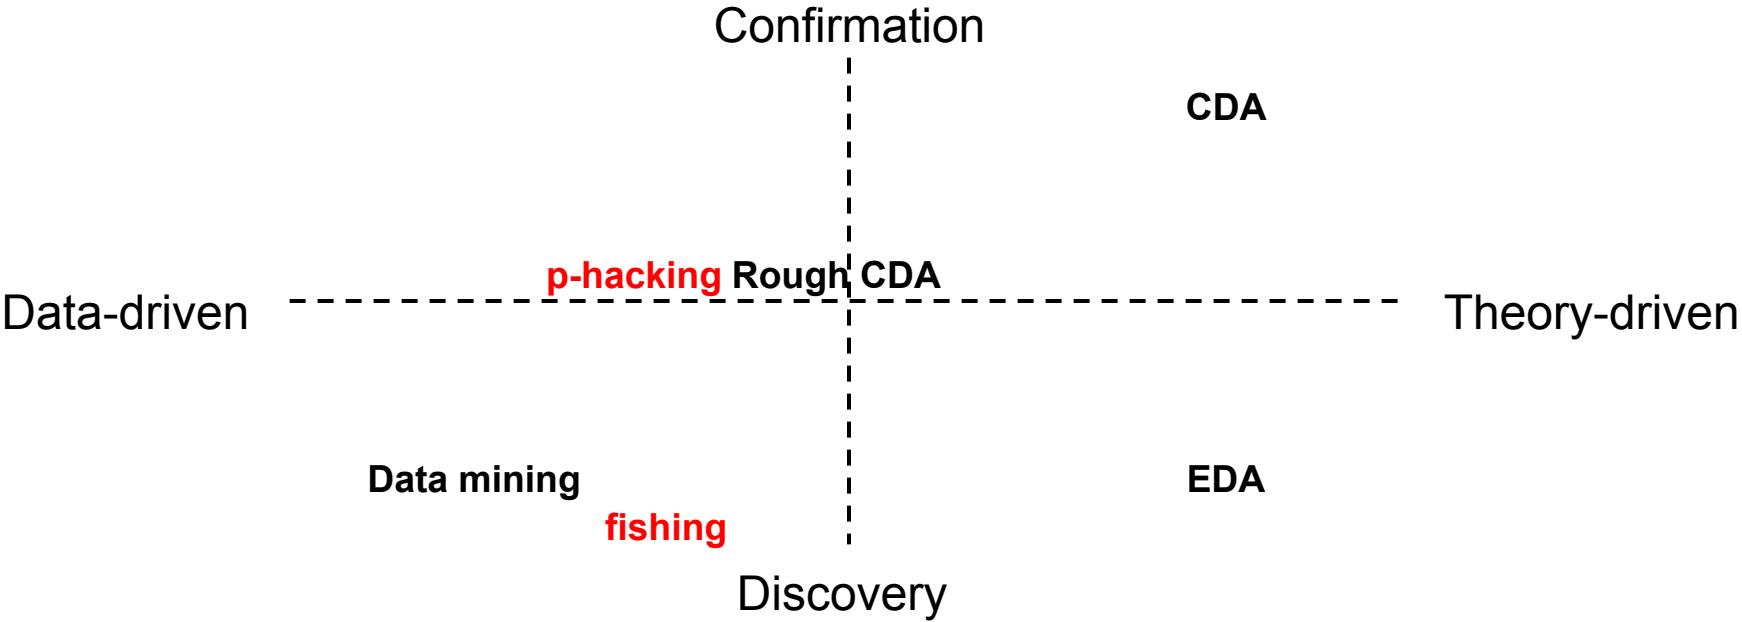 Confirmation
CDA
p-hacking Rough CDA
Data-driven
Theory-driven
Data mining
EDA
fishing
Discovery